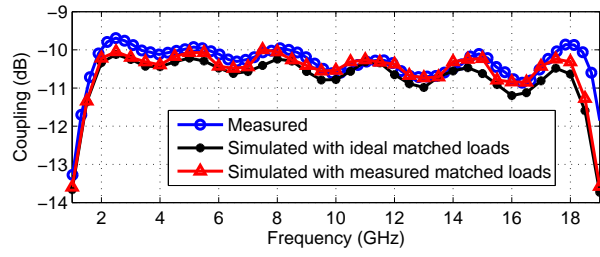 −9
−10
−11
−12
−13
−14
Coupling (dB)
Measured
Simulated with ideal matched loads
Simulated with measured matched loads
2 4 6 8 10 12 14 16 18
Frequency (GHz)